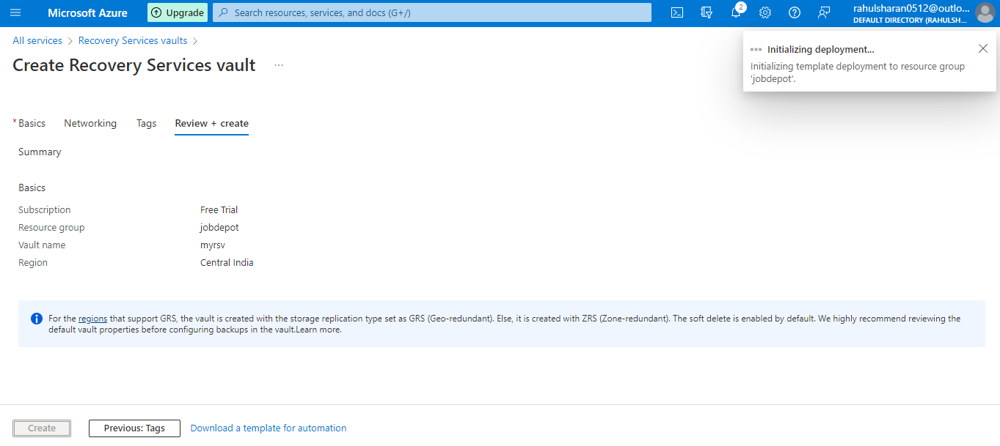 Microsoft Azure
Upgrade
Search resources, services, and docs (G+/)
2
rahulsharan0512@outlo...
DEFAULT DIRECTORY (RAHULSH...
All services > Recovery Services vaults >
Create Recovery Services vault ...
Initializing deployment...
Initializing template deployment to resource group
'jobdepot'.
* Basics Networking Tags Review + create
Summary
Basics
Subscription Free Trial
Resource group jobdepot
Vault name myrsv
Region Central India
For the regions that support GRS, the vault is created with the storage replication type set as GRS (Geo-redundant). Else, it is created with ZRS (Zone-redundant). The soft delete is enabled by default. We highly recommend reviewing the
default vault properties before configuring backups in the vault.Learn more.
Create Previous: Tags Download a template for automation